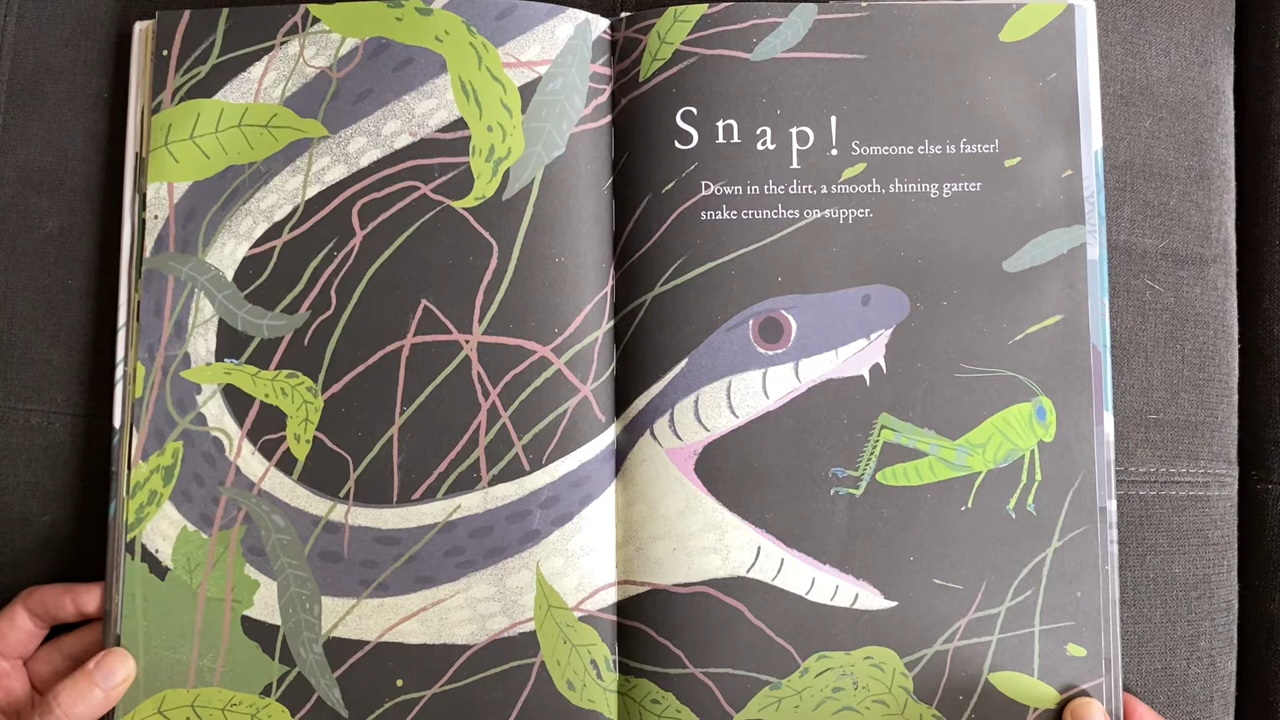 Snap! Someone else is faster!
Down in the dirt, a smooth, shining garter
snake crunches on supper.